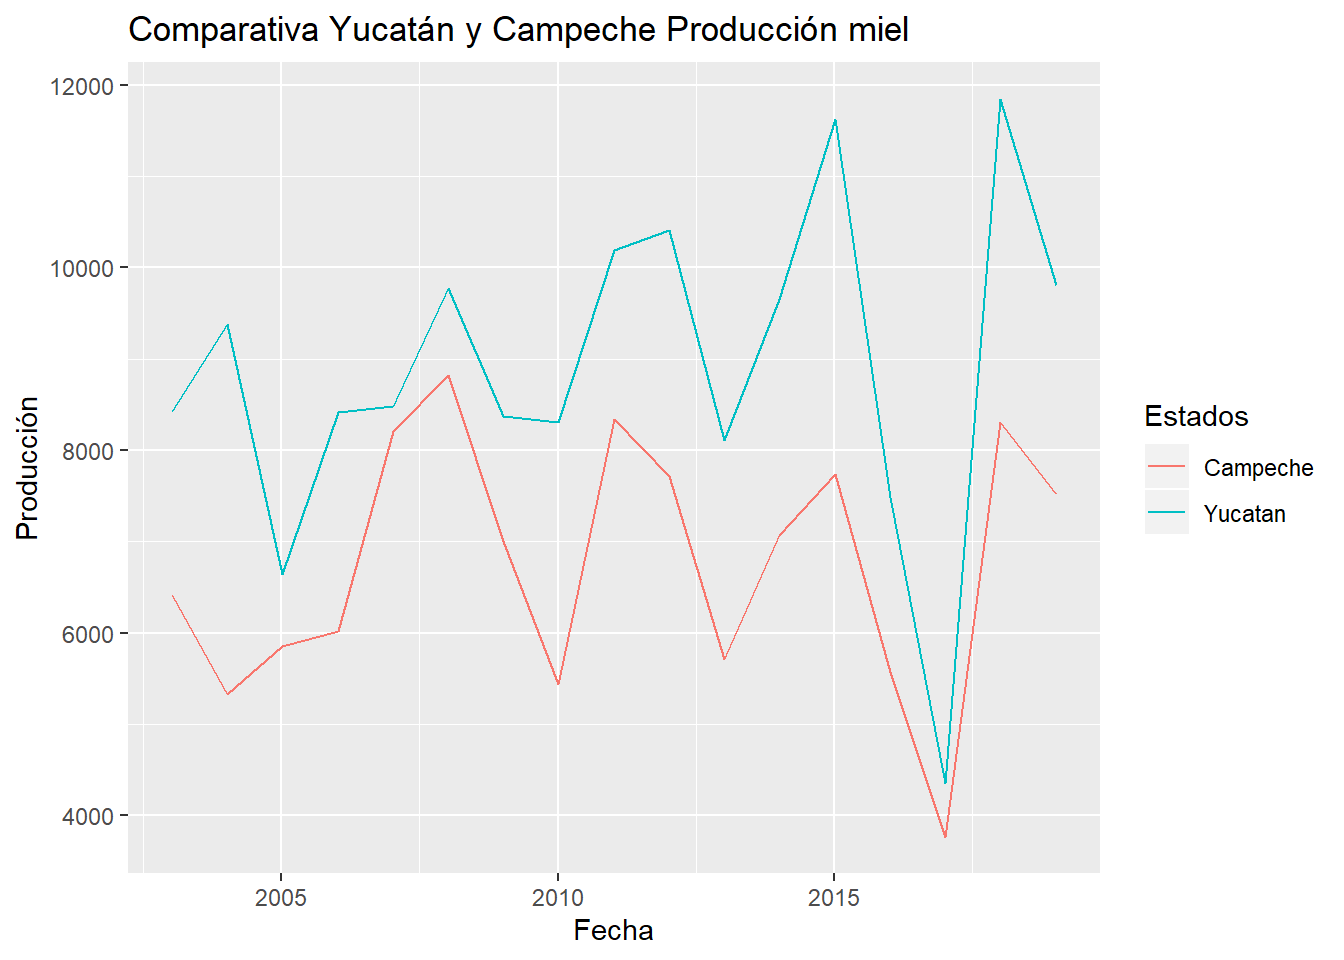 Comparativa Yucatán y Campeche Producción miel
12000
10000
8000
6000
4000
Producción
2005
2010
2015
Fecha
Estados
Campeche
Yucatan